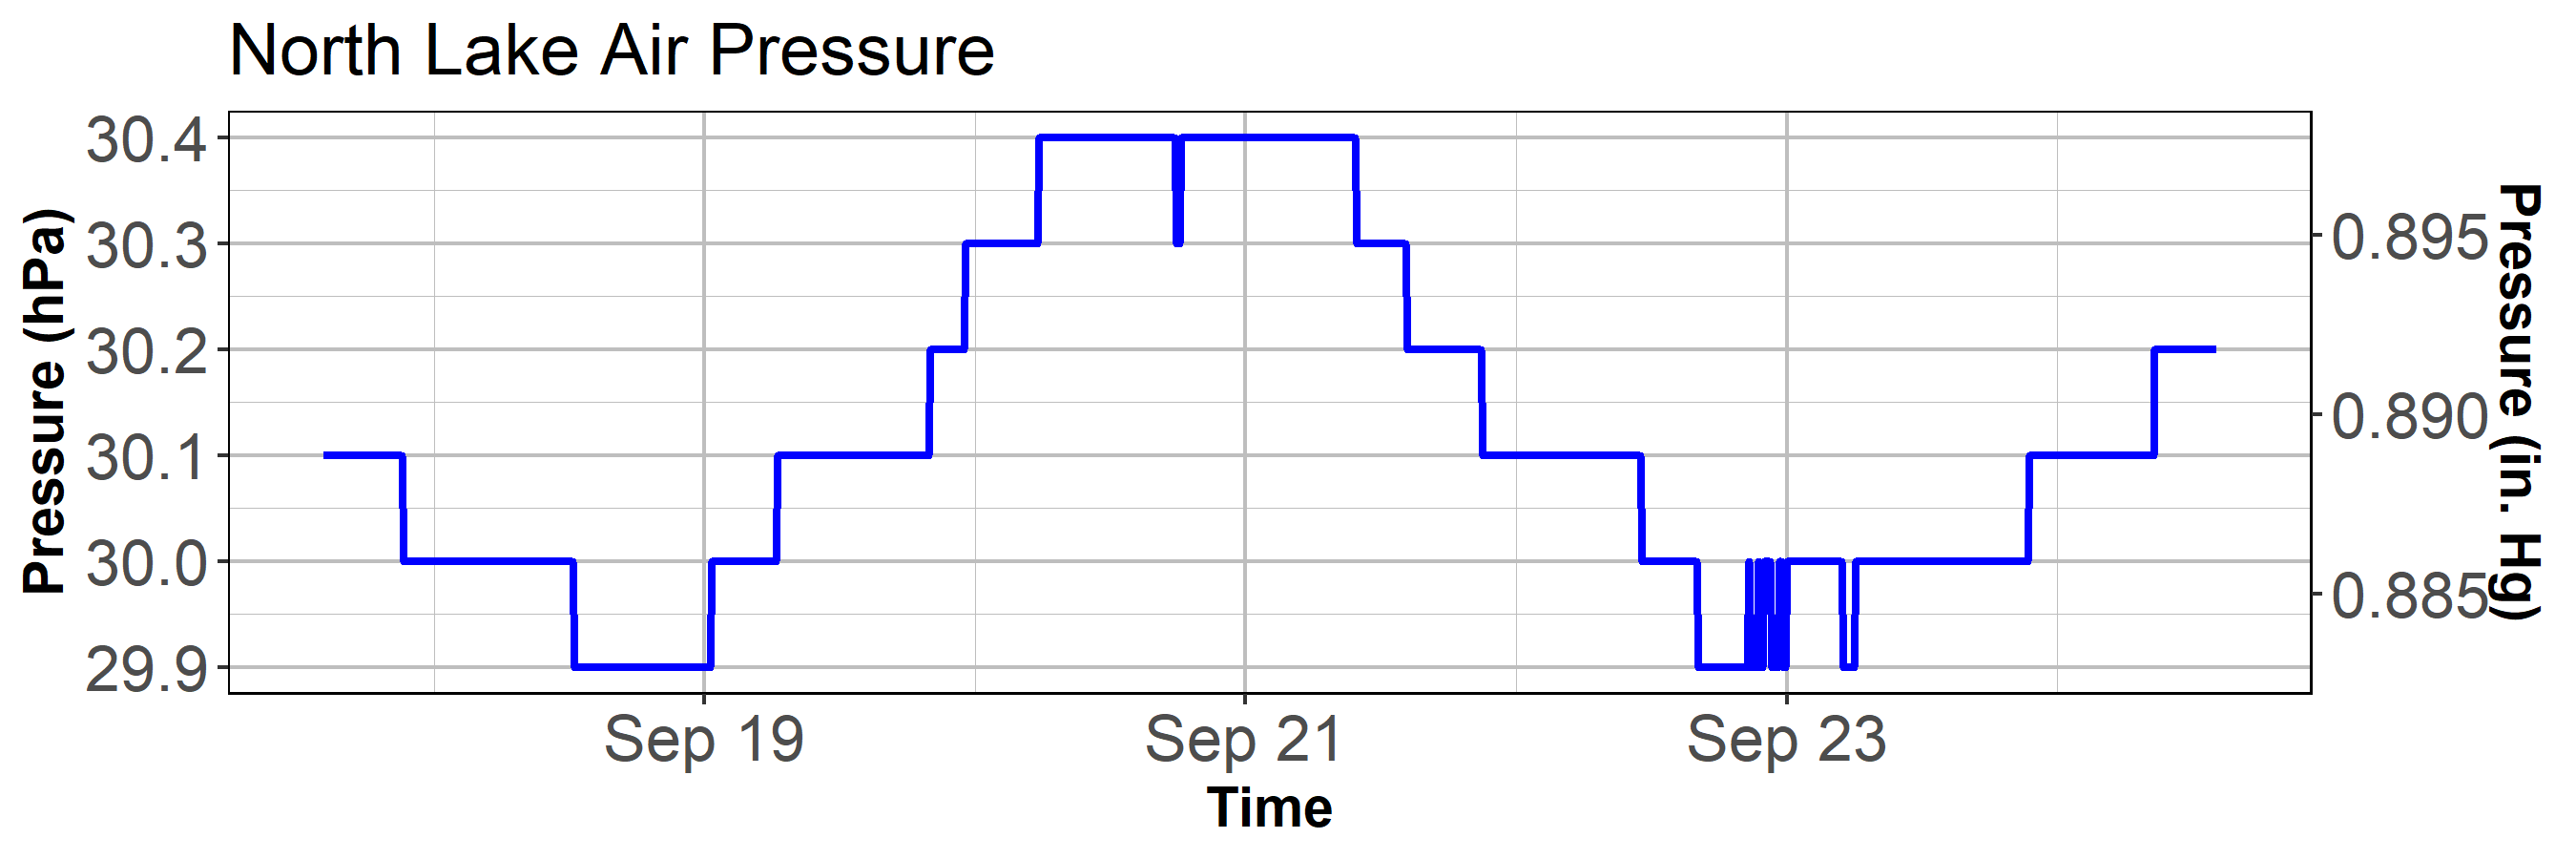 North Lake Air Pressure
Pressure (hPa)
30.4
30.3
30.2
30.1
30.0
29.9
0.895
0.890
0.885
Pressure (in. Hg)
Sep 19
Sep 21
Sep 23
Time